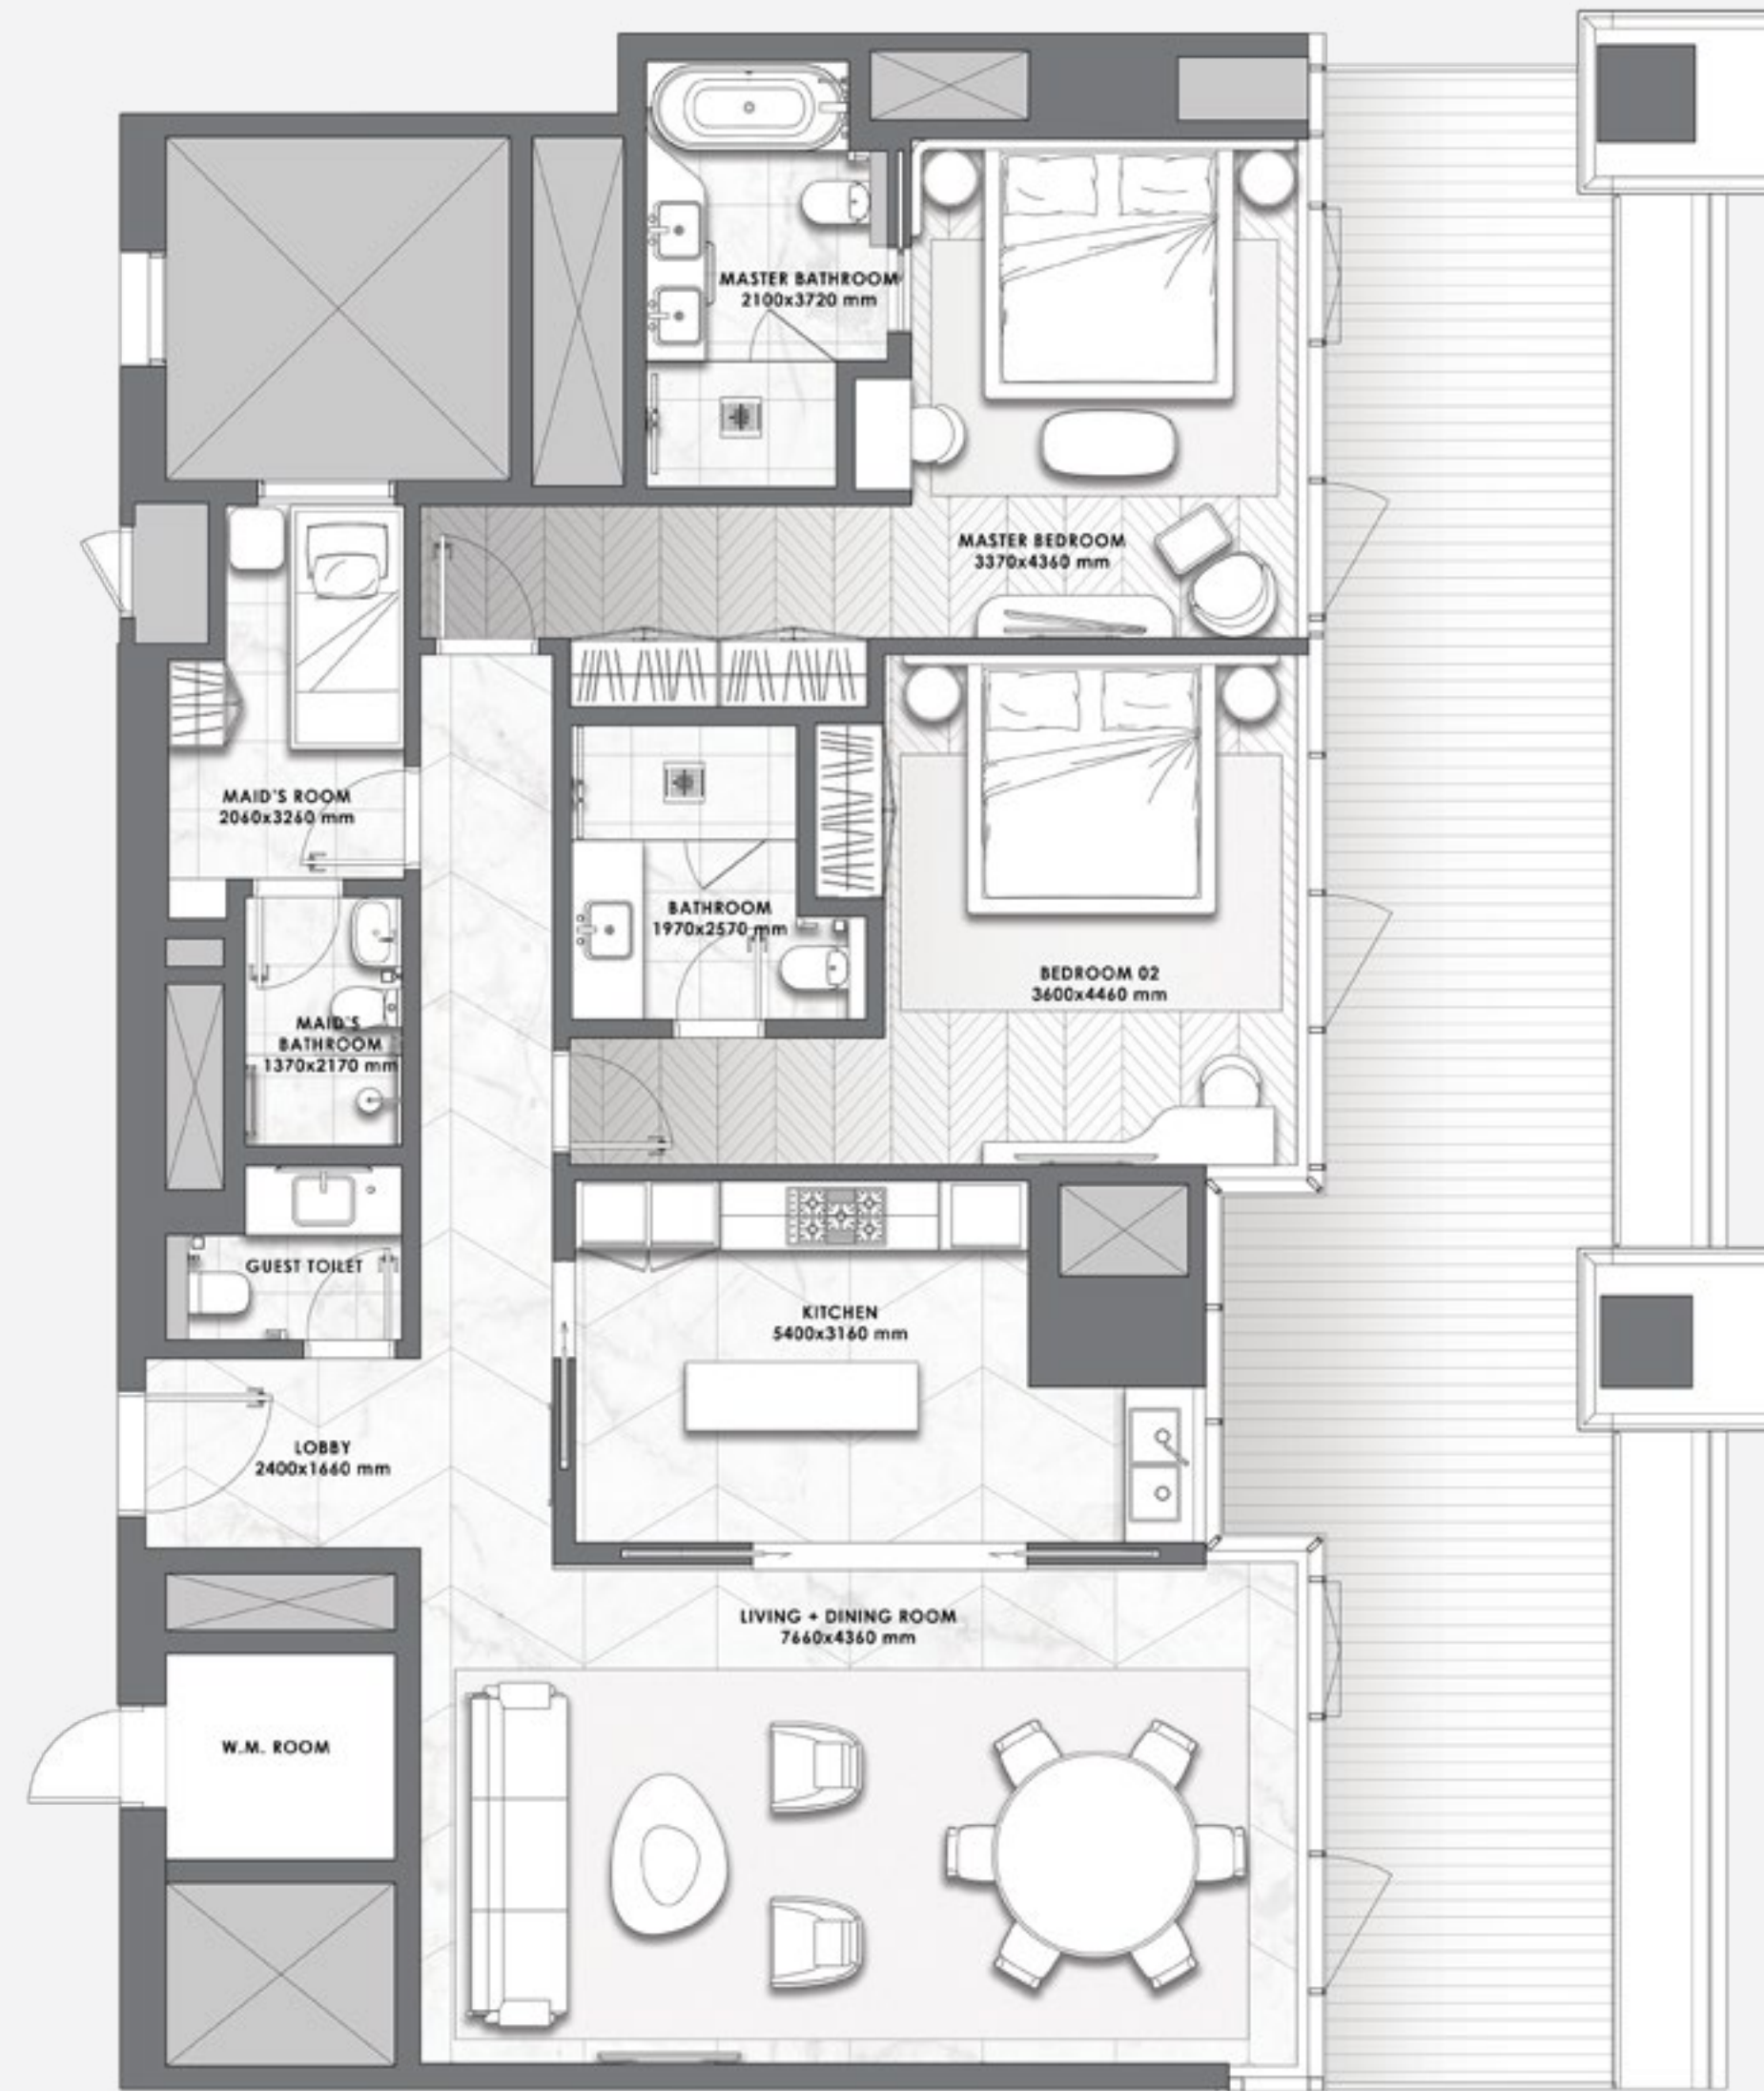 MASTER BATHROOM
2100x3720 mm
MASTER BEDROOM
3370x4360 mm
MAID'S ROOM
2060x3260 mm
BATHROOM
1970x2570 mm
BEDROOM 02
3600x4460 mm
MAID'S
BATHROOM
1370x2170 mm
GUEST TOILET
KITCHEN
5400x3160 mm
LOBBY
2400x1660 mm
LIVING + DINING ROOM
7660x4360 mm
W.M. ROOM